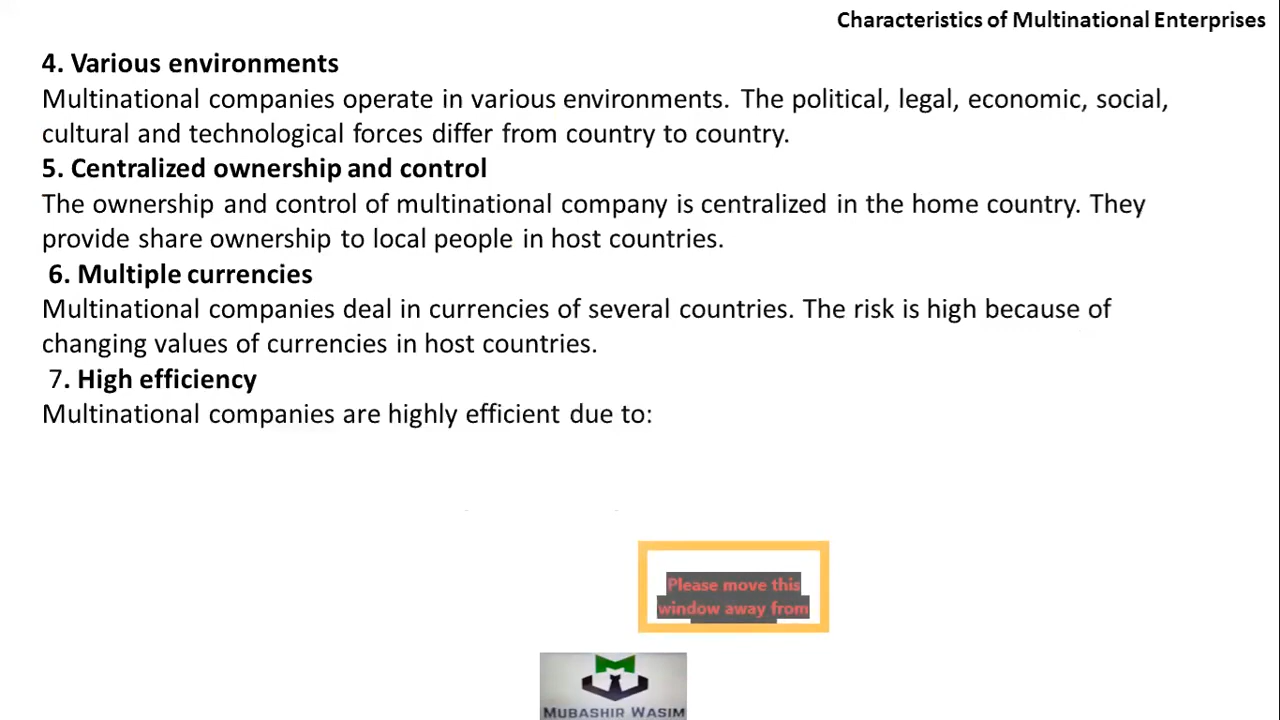 Characteristics of Multinational Enterprises
4. Various environments
Multinational companies operate in various environments. The political, legal, economic, social,
cultural and technological forces differ from country to country.
5. Centralized ownership and control
The ownership and control of multinational company is centralized in the home country. They
provide share ownership to local people in host countries.
6. Multiple currencies
Multinational companies deal in currencies of several countries. The risk is high because of
changing values of currencies in host countries.
7. High efficiency
Multinational companies are highly efficient due to:
Please move this
window away from
MUBASHIR WASIM